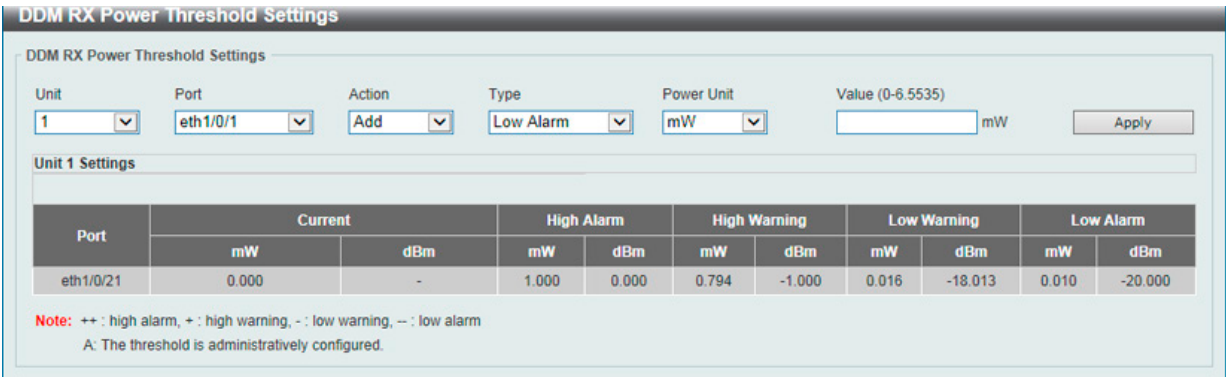 DDM RX Power Threshold Settings
DDM RX Power Threshold Settings
Unit Port Action Type Power Unit Value (0-6.5535)
1 eth1/0/1 Add Low Alarm mW mW Apply
Unit 1 Settings
Port Current High Alarm High Warning Low Warning Low Alarm
mW dBm mW dBm mW dBm mW dBm mW dBm
eth1/0/21 0.000 - 1.000 0.000 0.794 -1.000 0.016 -18.013 0.010 -20.000
Note: ++ : high alarm, + : high warning, - : low warning, -- : low alarm
A: The threshold is administratively configured.